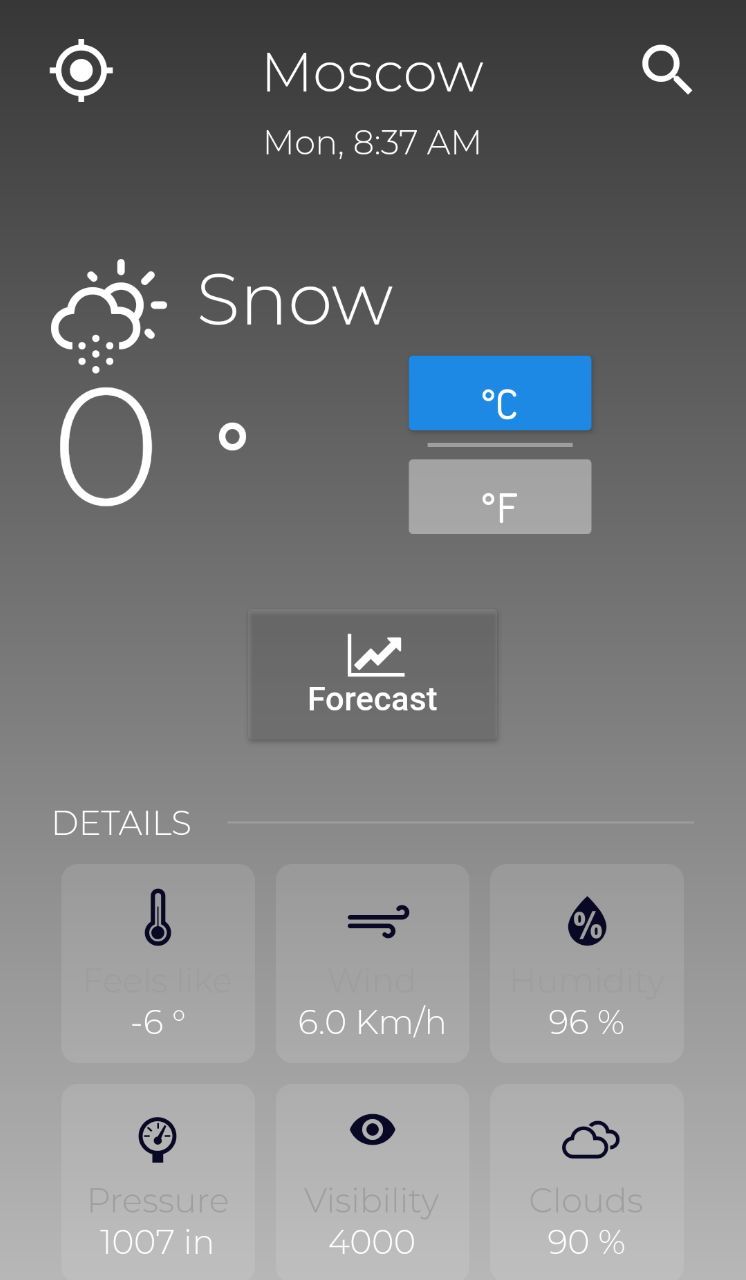 Moscow
Mon, 8:37 AM
Snow
0 °
°C
°F
Forecast
DETAILS
Feels like
-6 °
Wind
6.0 Km/h
Humidity
96 %
Pressure
1007 in
Visibility
4000
Clouds
90 %